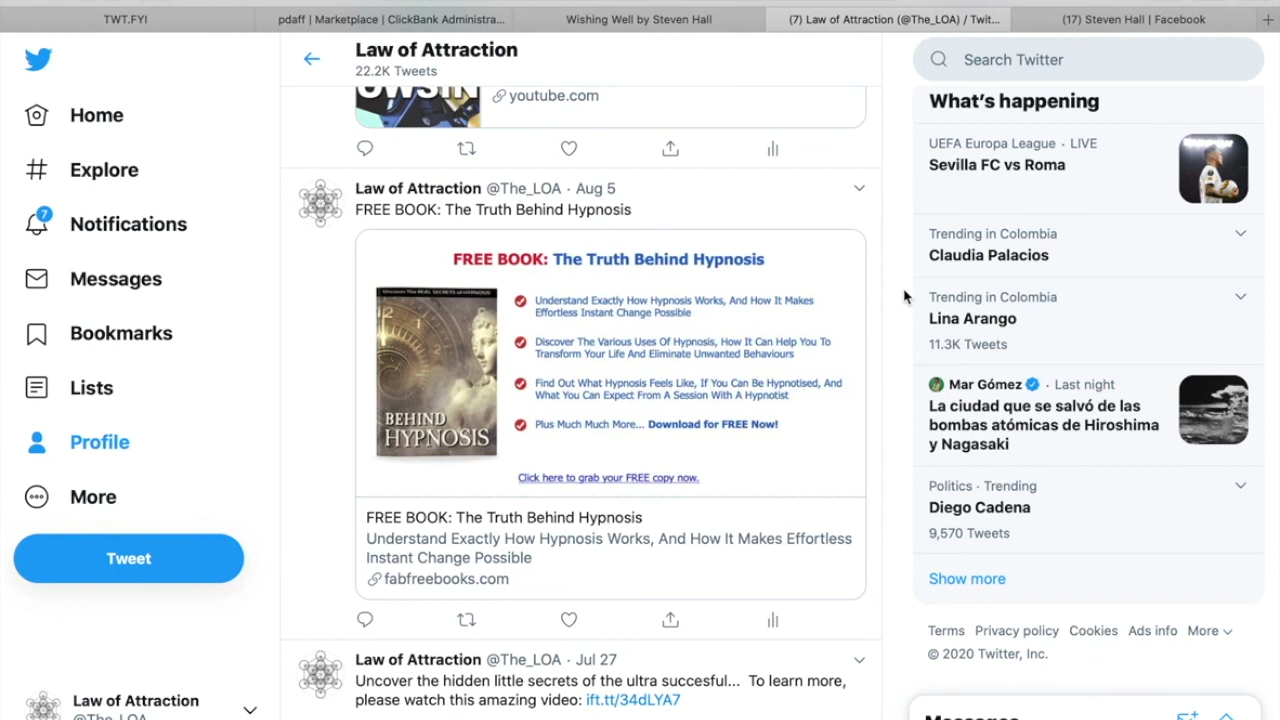 TWT.FYI
pdaff | Marketplace | ClickBank Administra...
Wishing Well by Steven Hall
(7) Law of Attraction (@The_LOA) / Twit...
(17) Steven Hall | Facebook
Home
Explore
7
Notifications
Messages
Bookmarks
Lists
Profile
More
Tweet
Law of Attraction
@The_LOA
Law of Attraction
22.2K Tweets
youtube.com
Law of Attraction @The_LOA · Aug 5
FREE BOOK: The Truth Behind Hypnosis
FREE BOOK: The Truth Behind Hypnosis
Uncover The REAL SECRETS of HYPNOSIS
BEHIND
HYPNOSIS
Understand Exactly How Hypnosis Works, And How It Makes
Effortless Instant Change Possible
Discover The Various Uses Of Hypnosis, How It Can Help You To
Transform Your Life And Eliminate Unwanted Behaviours
Find Out What Hypnosis Feels Like, If You Can Be Hypnotised, And
What You Can Expect From A Session With A Hypnotist
Plus Much Much More... Download for FREE Now!
Click here to grab your FREE copy now.
FREE BOOK: The Truth Behind Hypnosis
Understand Exactly How Hypnosis Works, And How It Makes Effortless
Instant Change Possible
fabfreebooks.com
Law of Attraction @The_LOA · Jul 27
Uncover the hidden little secrets of the ultra succesful... To learn more,
please watch this amazing video: ift.tt/34dLYA7
Search Twitter
What's happening
UEFA Europa League · LIVE
Sevilla FC vs Roma
Trending in Colombia
Claudia Palacios
Trending in Colombia
Lina Arango
11.3K Tweets
Mar Gómez · Last night
La ciudad que se salvó de las
bombas atómicas de Hiroshima
y Nagasaki
Politics · Trending
Diego Cadena
9,570 Tweets
Show more
Terms Privacy policy Cookies Ads info More
© 2020 Twitter, Inc.
Messages